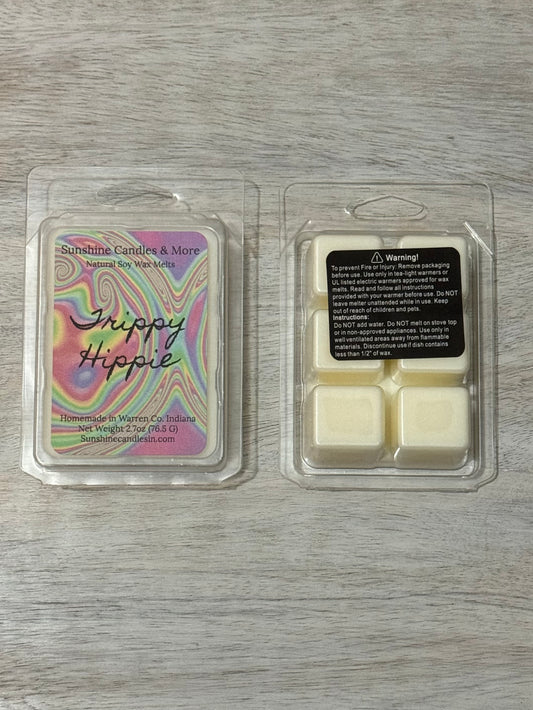 Sunshine Candles & More
Natural Soy Wax Melts
Trippy
Hippie
Homemade in Warren Co. Indiana
Net Weight 2.7oz (76.5 G)
Sunshinecandlesin.com
Warning!
To prevent Fire or Injury: Remove packaging
before use. Use only in tea-light warmers or
UL listed electric warmers approved for wax
melts. Read and follow all instructions
provided with your warmer before use. Do NOT
leave melter unattended while in use. Keep
out of reach of children and pets.
Instructions:
Do NOT add water. Do NOT melt on stove top
or in non-approved appliances. Use only in
well ventilated areas away from flammable
materials. Discontinue use if dish contains
less than 1/2" of wax.